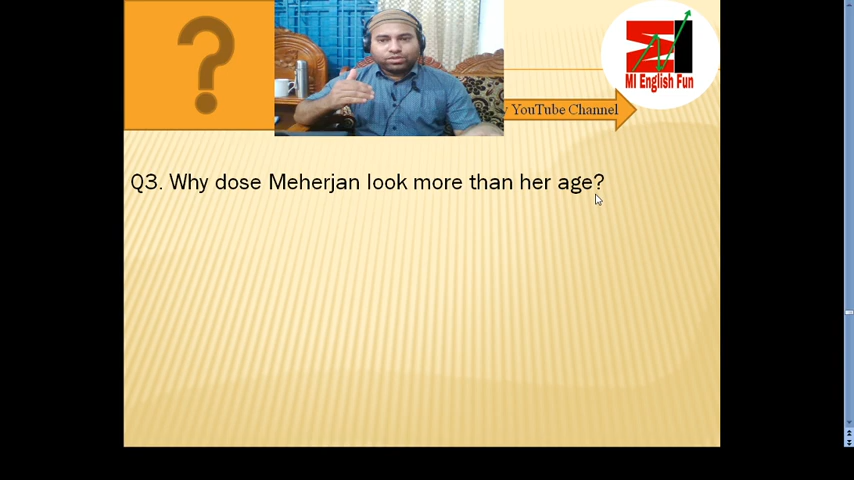 ?
MI English Fun
YouTube Channel
Q3. Why dose Meherjan look more than her age?